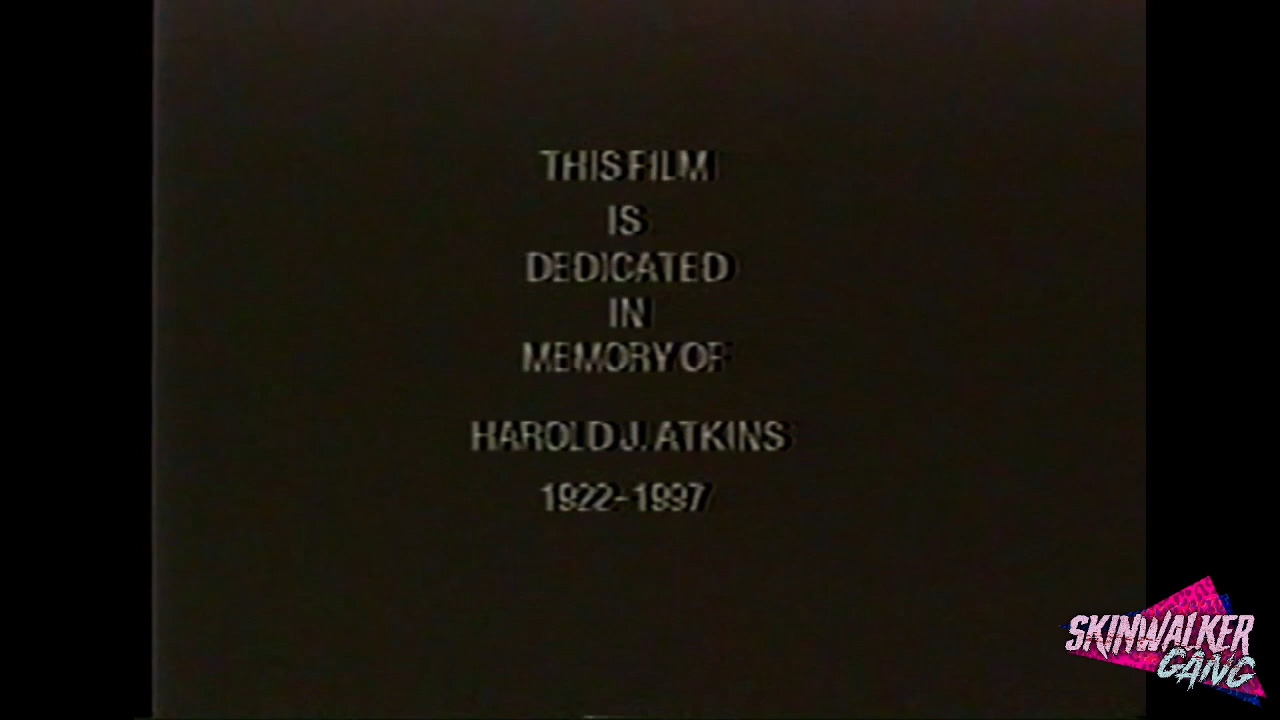 THIS FILM
IS
DEDICATED
IN
MEMORY OF
HAROLD J. ATKINS
1922-1997
SKINWALKER
GANG